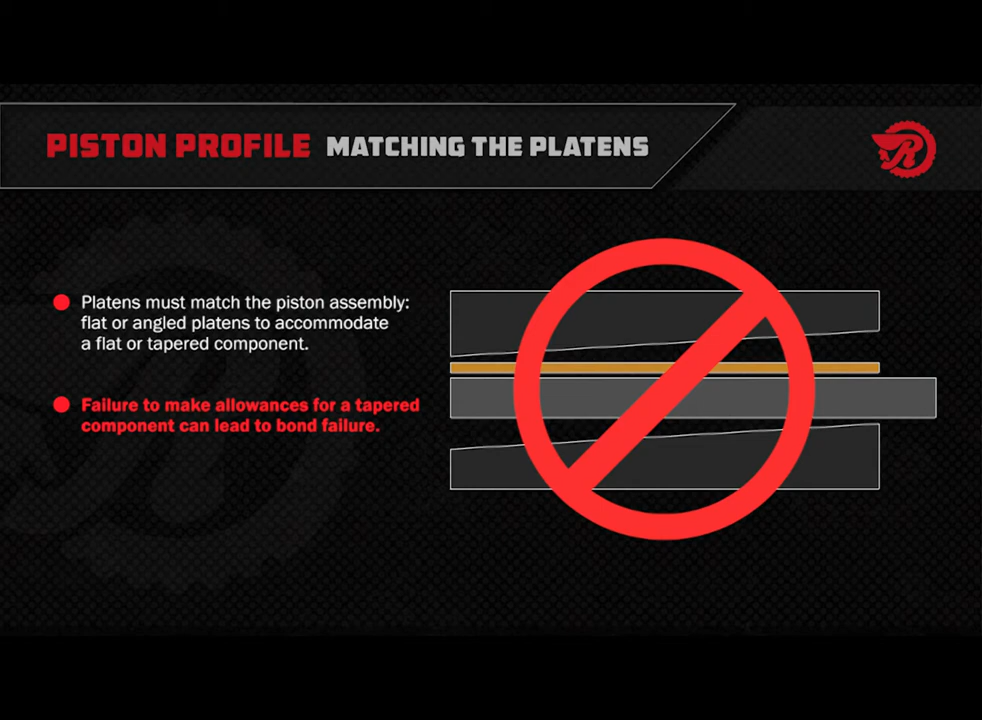 PISTON PROFILE MATCHING THE PLATENS
Platens must match the piston assembly:
flat or angled platens to accommodate
a flat or tapered component.
Failure to make allowances for a tapered
component can lead to bond failure.
R